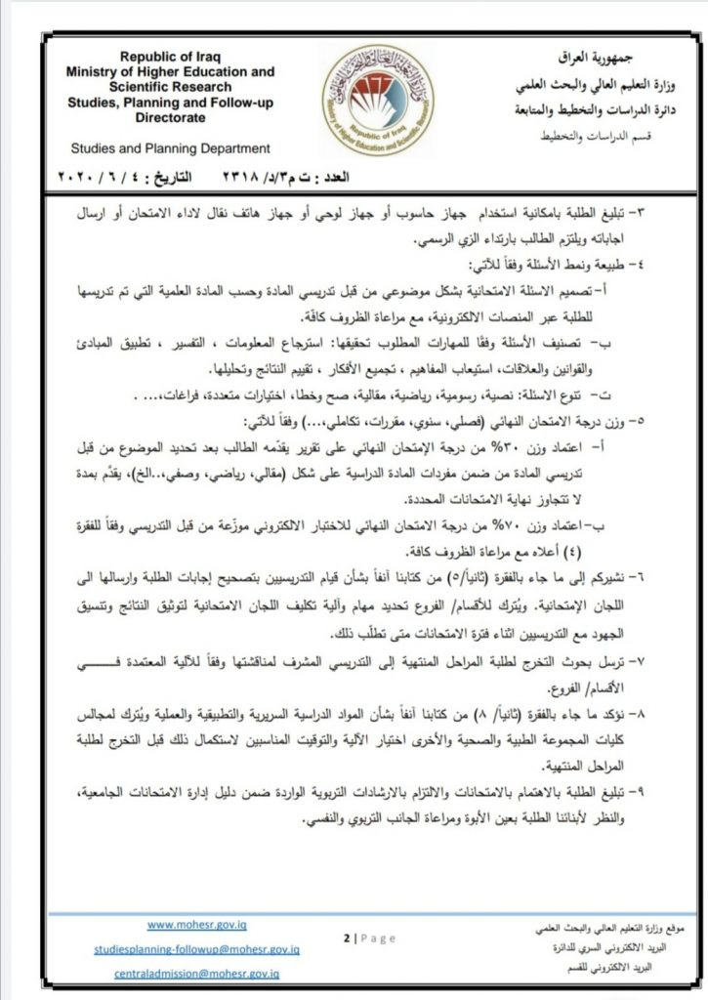 Republic of Iraq
Ministry of Higher Education and
Scientific Research
Studies, Planning and Follow-up
Directorate
Studies and Planning Department
وزارة التعليم العالي والبحث العلمي
Ministry of Higher Education and Scientific Research
Republic of Iraq
جمهورية العراق
وزارة التعليم العالي والبحث العلمي
دائرة الدراسات والتخطيط والمتابعة
قسم الدراسات والتخطيط
العدد : ت م٣/د/ ٢٣١٨ التاريخ : ٤ / ٦ / ٢٠٢٠
٣- تبليغ الطلبة بامكانية استخدام جهاز حاسوب أو جهاز لوحي أو جهاز هاتف نقال لاداء الامتحان أو ارسال
اجاباته ويلتزم الطالب بارتداء الزي الرسمي.
٤- طبيعة ونمط الأسئلة وفقاً للآتي:
أ- تصميم الاسئلة الامتحانية بشكل موضوعي من قبل تدريسي المادة وحسب المادة العلمية التي تم تدريسها
للطلبة عبر المنصات الالكترونية، مع مراعاة الظروف كافّة.
ب- تصنيف الأسئلة وفقًا للمهارات المطلوب تحقيقها: استرجاع المعلومات ، التفسير ، تطبيق المبادئ
والقوانين والعلاقات، استيعاب المفاهيم ، تجميع الأفكار ، تقييم النتائج وتحليلها.
ت- تنوع الاسئلة: نصية، رسومية، رياضية، مقالية، صح وخطا، اختيارات متعددة، فراغات،... .
٥- وزن درجة الامتحان النهائي (فصلي، سنوي، مقررات، تكاملي،...) وفقاً للآتي:
أ- اعتماد وزن ٣٠% من درجة الإمتحان النهائي على تقرير يقدّمه الطالب بعد تحديد الموضوع من قبل
تدريسي المادة من ضمن مفردات المادة الدراسية على شكل (مقالي، رياضي، وصفي،..الخ)، يقدَّم بمدة
لا تتجاوز نهاية الامتحانات المحددة.
ب- اعتماد وزن ٧٠% من درجة الامتحان النهائي للاختبار الالكتروني موزّعة من قبل التدريسي وفقاً للفقرة
(٤) أعلاه مع مراعاة الظروف كافة.
٦- نشيركم إلى ما جاء بالفقرة (ثانياً/٥) من كتابنا آنفاً بشأن قيام التدريسيين بتصحيح إجابات الطلبة وارسالها الى
اللجان الإمتحانية. ويُترك للأقسام/ الفروع تحديد مهام وآلية تكليف اللجان الامتحانية لتوثيق النتائج وتنسيق
الجهود مع التدريسيين اثناء فترة الامتحانات متى تطلّب ذلك.
٧- ترسل بحوث التخرج لطلبة المراحل المنتهية إلى التدريسي المشرف لمناقشتها وفقاً للآلية المعتمدة فــــــي
الأقسام/ الفروع.
٨- نؤكد ما جاء بالفقرة (ثانياً/ ٨) من كتابنا آنفاً بشأن المواد الدراسية السريرية والتطبيقية والعملية ويُترك لمجالس
كليات المجموعة الطبية والصحية والأخرى اختيار الآلية والتوقيت المناسبين لاستكمال ذلك قبل التخرج لطلبة
المراحل المنتهية.
٩- تبليغ الطلبة بالاهتمام بالامتحانات والالتزام بالارشادات التربوية الواردة ضمن دليل إدارة الامتحانات الجامعية،
والنظر لأبنائنا الطلبة بعين الأبوة ومراعاة الجانب التربوي والنفسي.
موقع وزارة التعليم العالي والبحث العلمي
البريد الالكتروني السري للدائرة
البريد الالكتروني للقسم
2 | P a g e
www.mohesr.gov.iq
studiesplanning-followup@mohesr.gov.iq
centraladmission@mohesr.gov.iq